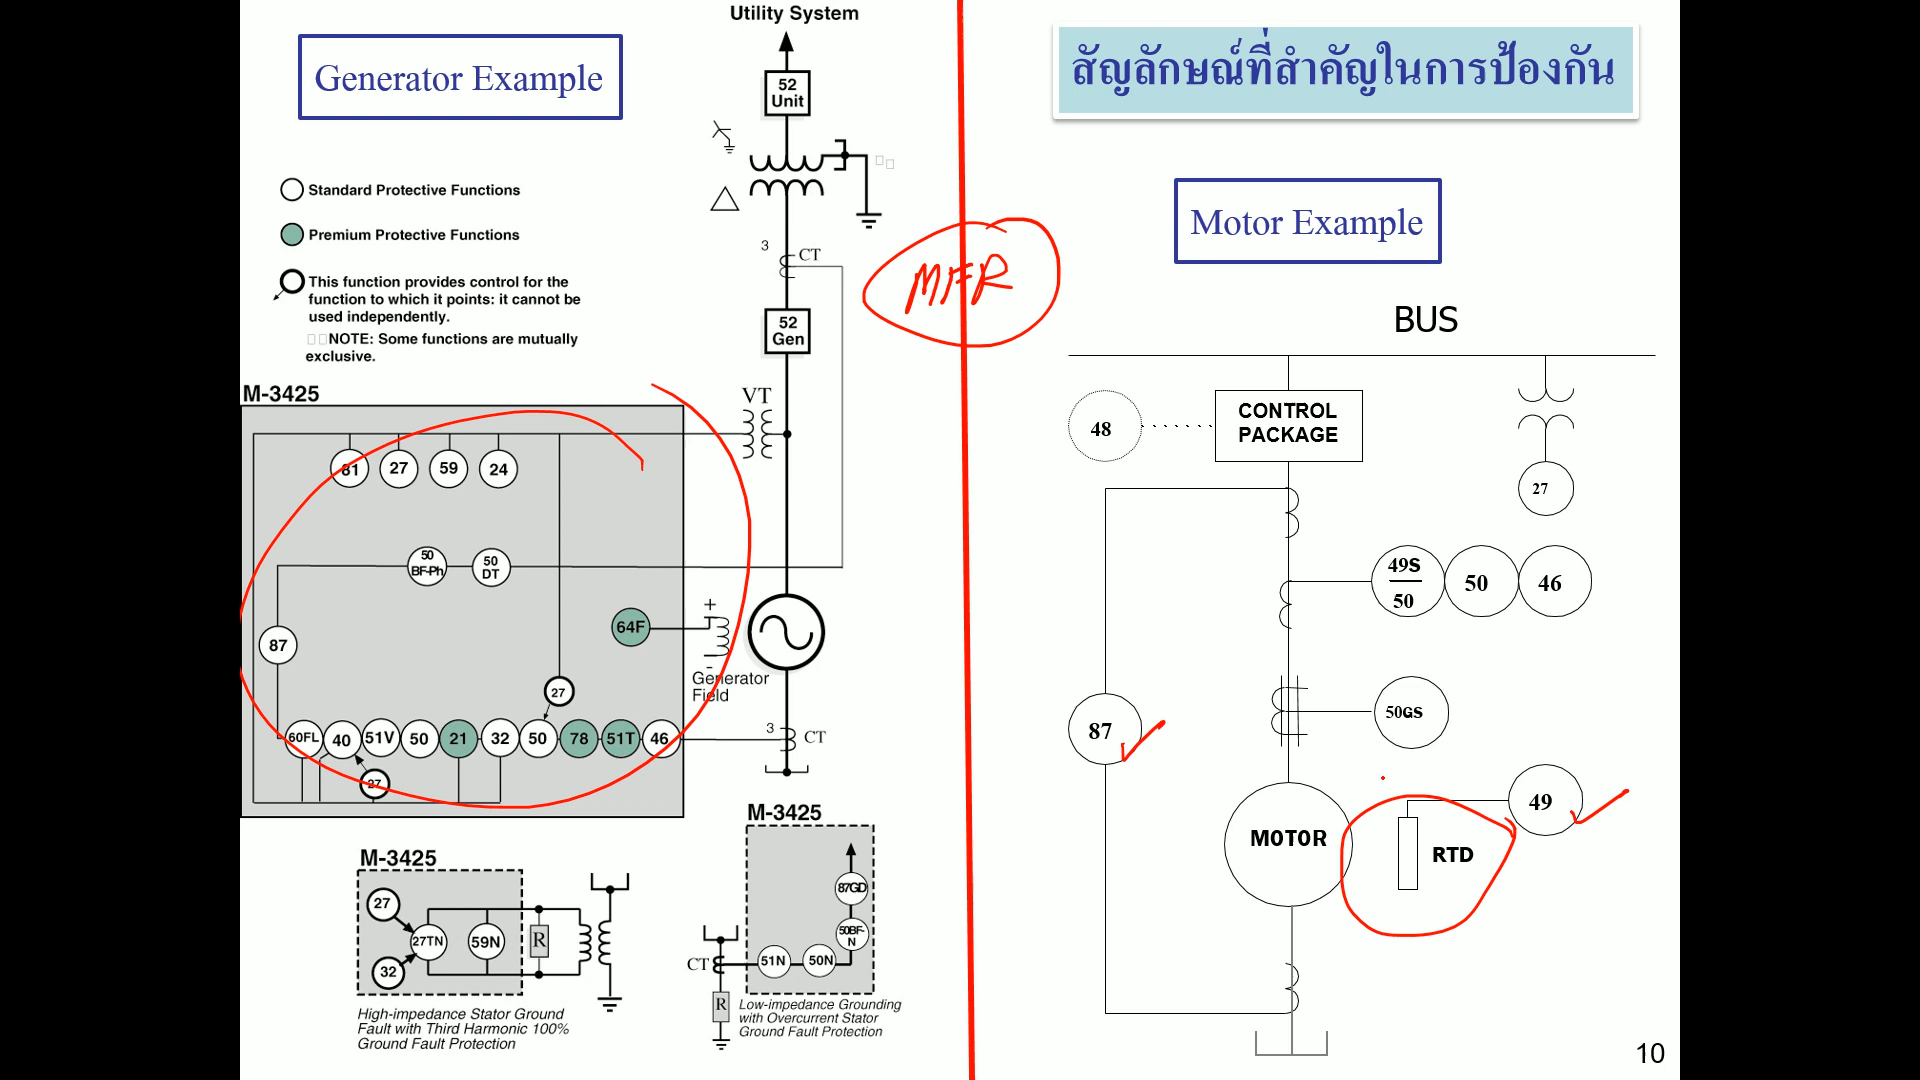 Utility System
Generator Example
52
Unit
Standard Protective Functions
Premium Protective Functions
This function provides control for the
function to which it points: it cannot be
used independently.
NOTE: Some functions are mutually
exclusive.
3
CT
52
Gen
MFR
M-3425
VT
81
27
59
24
50
BF-Ph
50
DT
64F
+
-
Generator
Field
87
27
60FL
40
51V
50
21
32
50
78
51T
46
3
CT
27
M-3425
27
27TN
59N
R
32
High-impedance Stator Ground
Fault with Third Harmonic 100%
Ground Fault Protection
M-3425
87GD
50BF-
N
CT
51N
50N
R
Low-impedance Grounding
with Overcurrent Stator
Ground Fault Protection
สัญลักษณ์ที่สำคัญในการป้องกัน
Motor Example
BUS
48
CONTROL
PACKAGE
27
49S
50
50
46
50GS
87
49
MOTOR
RTD
10